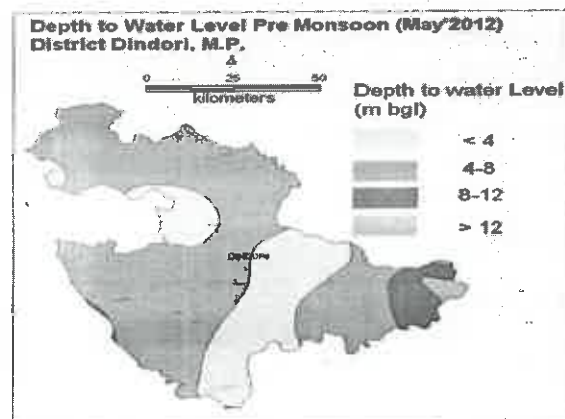 Depth to Water Level Pre Monsoon (May'2012)
District Dindori, M.P.
0 25 50
kilometers
Depth to water Level
(m bgl)
< 4
4-8
8-12
> 12